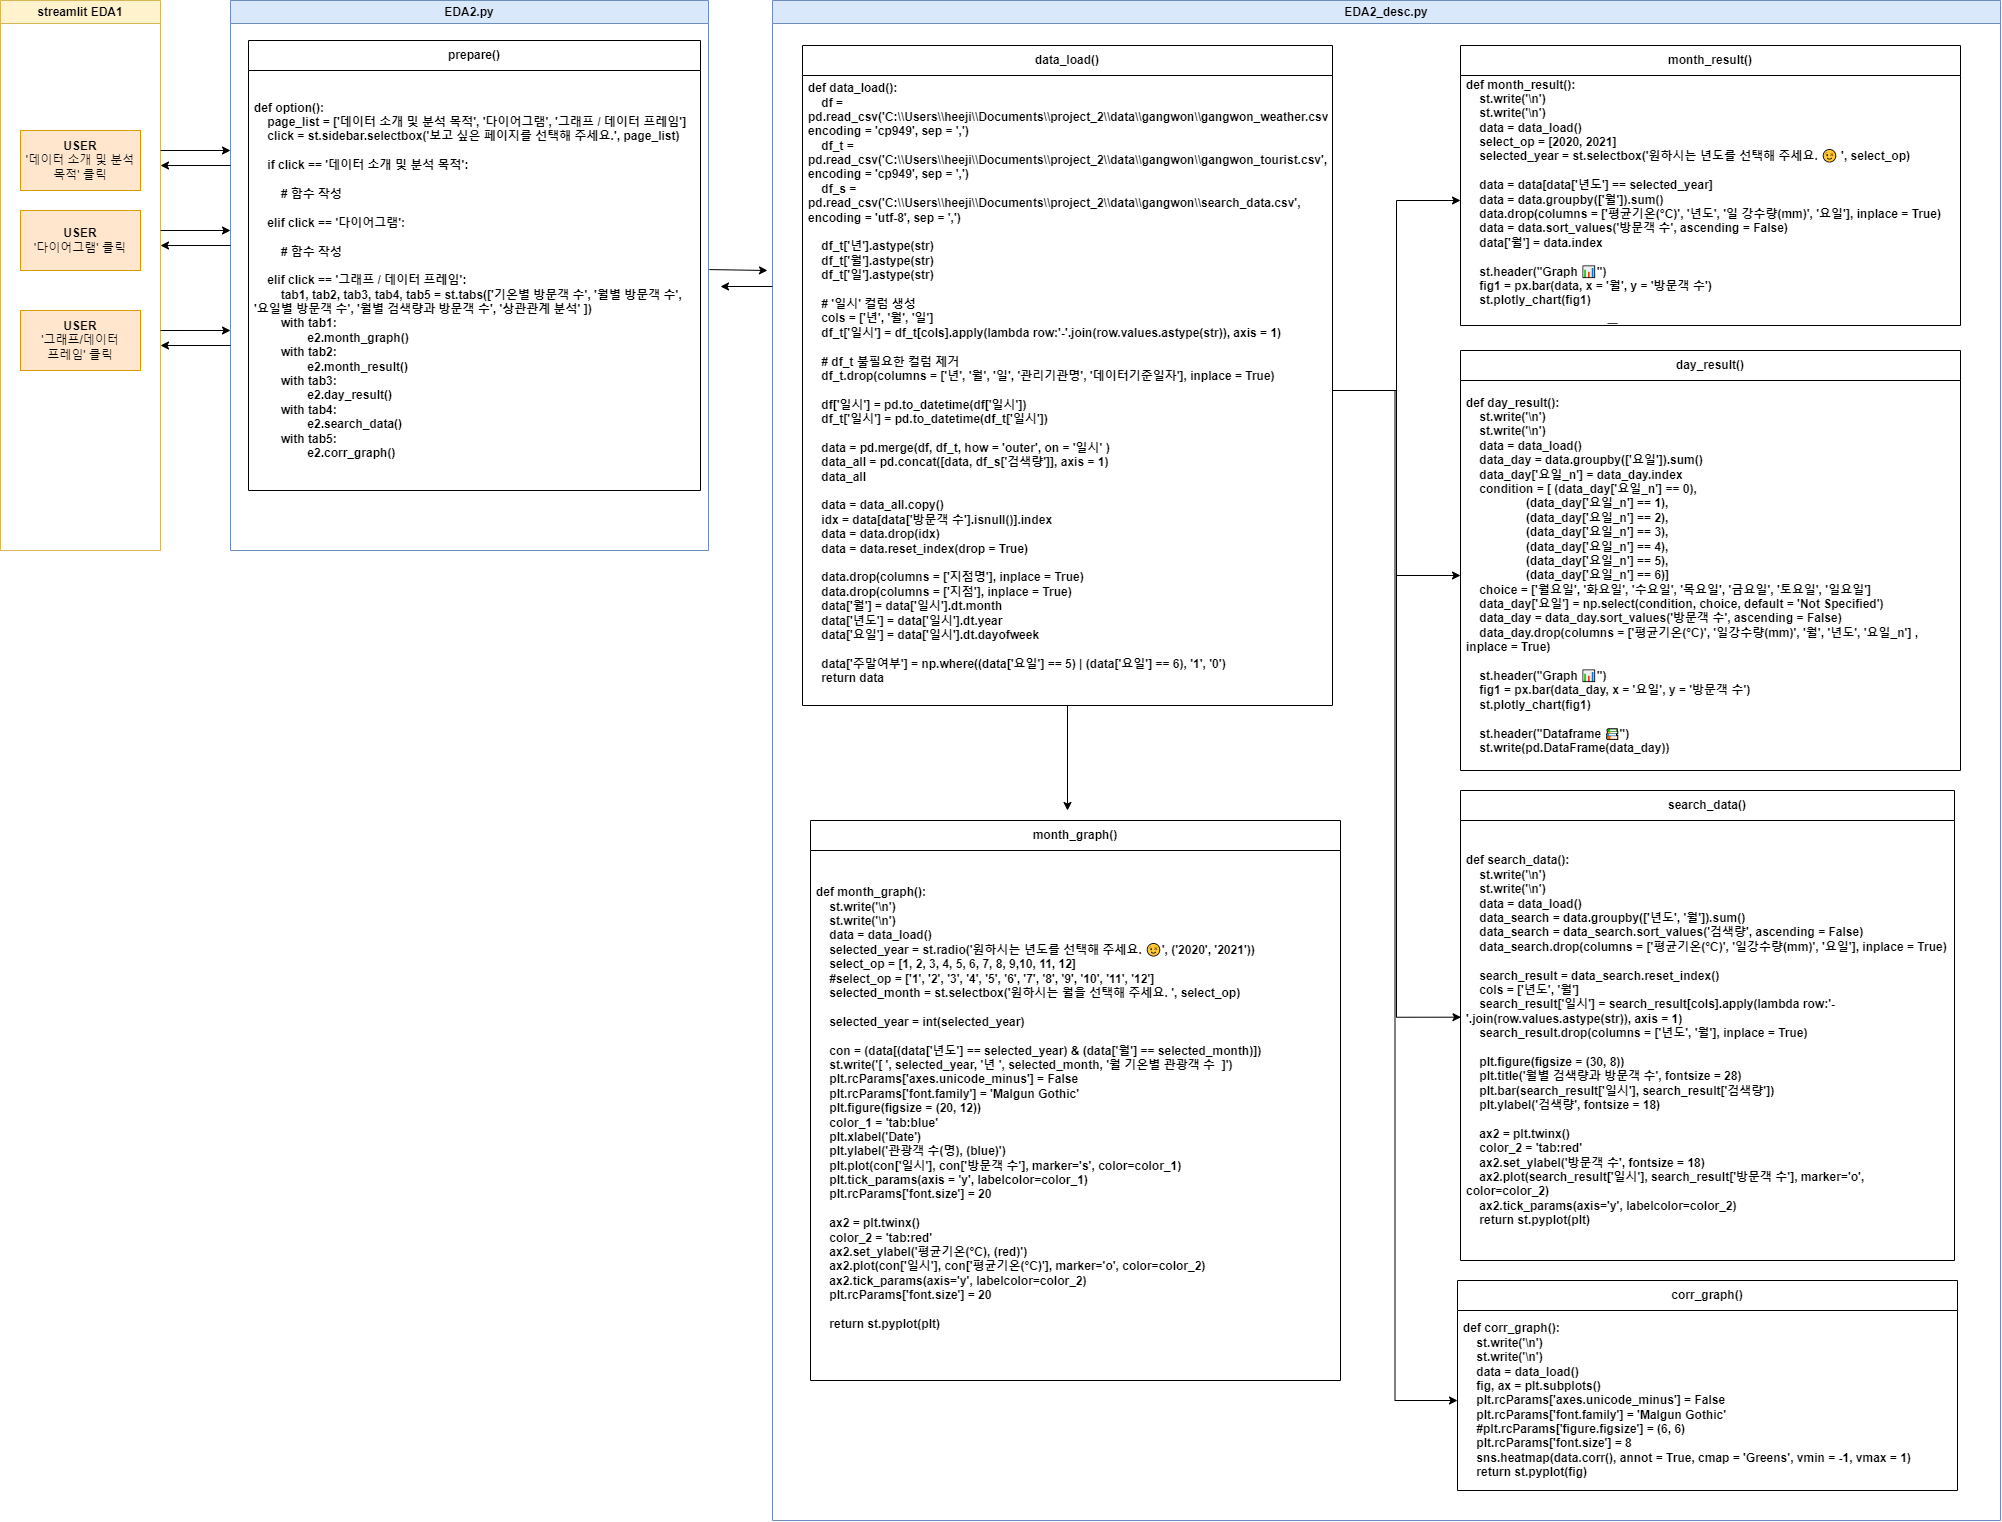 streamlit EDA1
USER
'데이터 소개 및 분석
목적' 클릭
USER
'다이어그램' 클릭
USER
'그래프/데이터
프레임' 클릭
EDA2.py
prepare()
def option():
page_list = ['데이터 소개 및 분석 목적', '다이어그램', '그래프 / 데이터 프레임']
click = st.sidebar.selectbox('보고 싶은 페이지를 선택해 주세요.', page_list)
if click == '데이터 소개 및 분석 목적':
# 함수 작성
elif click == '다이어그램':
# 함수 작성
elif click == '그래프 / 데이터 프레임':
tab1, tab2, tab3, tab4, tab5 = st.tabs(['기온별 방문객 수', '월별 방문객 수',
'요일별 방문객 수', '월별 검색량과 방문객 수', '상관관계 분석' ])
with tab1:
e2.month_graph()
with tab2:
e2.month_result()
with tab3:
e2.day_result()
with tab4:
e2.search_data()
with tab5:
e2.corr_graph()
EDA2_desc.py
data_load()
def data_load():
df =
pd.read_csv('C:\\Users\\heeji\\Documents\\project_2\\data\\gangwon\\gangwon_weather.csv
encoding = 'cp949', sep = ',')
df_t =
pd.read_csv('C:\\Users\\heeji\\Documents\\project_2\\data\\gangwon\\gangwon_tourist.csv',
encoding = 'cp949', sep = ',')
df_s =
pd.read_csv('C:\\Users\\heeji\\Documents\\project_2\\data\\gangwon\\search_data.csv',
encoding = 'utf-8', sep = ',')
df_t['년'].astype(str)
df_t['월'].astype(str)
df_t['일'].astype(str)
# '일시' 컬럼 생성
cols = ['년', '월', '일']
df_t['일시'] = df_t[cols].apply(lambda row:'-'.join(row.values.astype(str)), axis = 1)
# df_t 불필요한 컬럼 제거
df_t.drop(columns = ['년', '월', '일', '관리기관명', '데이터기준일자'], inplace = True)
df['일시'] = pd.to_datetime(df['일시'])
df_t['일시'] = pd.to_datetime(df_t['일시'])
data = pd.merge(df, df_t, how = 'outer', on = '일시' )
data_all = pd.concat([data, df_s['검색량']], axis = 1)
data_all
data = data_all.copy()
idx = data[data['방문객 수'].isnull()].index
data = data.drop(idx)
data = data.reset_index(drop = True)
data.drop(columns = ['지점명'], inplace = True)
data.drop(columns = ['지점'], inplace = True)
data['월'] = data['일시'].dt.month
data['년도'] = data['일시'].dt.year
data['요일'] = data['일시'].dt.dayofweek
data['주말여부'] = np.where((data['요일'] == 5) | (data['요일'] == 6), '1', '0')
return data
month_graph()
def month_graph():
st.write('\n')
st.write('\n')
data = data_load()
selected_year = st.radio('원하시는 년도를 선택해 주세요. 😉', ('2020', '2021'))
select_op = [1, 2, 3, 4, 5, 6, 7, 8, 9,10, 11, 12]
#select_op = ['1', '2', '3', '4', '5', '6', '7', '8', '9', '10', '11', '12']
selected_month = st.selectbox('원하시는 월을 선택해 주세요. ', select_op)
selected_year = int(selected_year)
con = (data[(data['년도'] == selected_year) & (data['월'] == selected_month)])
st.write('[ ', selected_year, '년 ', selected_month, '월 기온별 관광객 수  ]')
plt.rcParams['axes.unicode_minus'] = False
plt.rcParams['font.family'] = 'Malgun Gothic'
plt.figure(figsize = (20, 12))
color_1 = 'tab:blue'
plt.xlabel('Date')
plt.ylabel('관광객 수(명), (blue)')
plt.plot(con['일시'], con['방문객 수'], marker='s', color=color_1)
plt.tick_params(axis = 'y', labelcolor=color_1)
plt.rcParams['font.size'] = 20
ax2 = plt.twinx()
color_2 = 'tab:red'
ax2.set_ylabel('평균기온(°C), (red)')
ax2.plot(con['일시'], con['평균기온(°C)'], marker='o', color=color_2)
ax2.tick_params(axis='y', labelcolor=color_2)
plt.rcParams['font.size'] = 20
return st.pyplot(plt)
month_result()
def month_result():
st.write('\n')
st.write('\n')
data = data_load()
select_op = [2020, 2021]
selected_year = st.selectbox('원하시는 년도를 선택해 주세요. 😉 ', select_op)
data = data[data['년도'] == selected_year]
data = data.groupby(['월']).sum()
data.drop(columns = ['평균기온(°C)', '년도', '일 강수량(mm)', '요일'], inplace = True)
data = data.sort_values('방문객 수', ascending = False)
data['월'] = data.index
st.header("Graph 📊")
fig1 = px.bar(data, x = '월', y = '방문객 수')
st.plotly_chart(fig1)
day_result()
def day_result():
st.write('\n')
st.write('\n')
data = data_load()
data_day = data.groupby(['요일']).sum()
data_day['요일_n'] = data_day.index
condition = [ (data_day['요일_n'] == 0),
(data_day['요일_n'] == 1),
(data_day['요일_n'] == 2),
(data_day['요일_n'] == 3),
(data_day['요일_n'] == 4),
(data_day['요일_n'] == 5),
(data_day['요일_n'] == 6)]
choice = ['월요일', '화요일', '수요일', '목요일', '금요일', '토요일', '일요일']
data_day['요일'] = np.select(condition, choice, default = 'Not Specified')
data_day = data_day.sort_values('방문객 수', ascending = False)
data_day.drop(columns = ['평균기온(°C)', '일강수량(mm)', '월', '년도', '요일_n'] ,
inplace = True)
st.header("Graph 📊")
fig1 = px.bar(data_day, x = '요일', y = '방문객 수')
st.plotly_chart(fig1)
st.header("Dataframe 📚")
st.write(pd.DataFrame(data_day))
search_data()
def search_data():
st.write('\n')
st.write('\n')
data = data_load()
data_search = data.groupby(['년도', '월']).sum()
data_search = data_search.sort_values('검색량', ascending = False)
data_search.drop(columns = ['평균기온(°C)', '일강수량(mm)', '요일'], inplace = True)
search_result = data_search.reset_index()
cols = ['년도', '월']
search_result['일시'] = search_result[cols].apply(lambda row:'-
'.join(row.values.astype(str)), axis = 1)
search_result.drop(columns = ['년도', '월'], inplace = True)
plt.figure(figsize = (30, 8))
plt.title('월별 검색량과 방문객 수', fontsize = 28)
plt.bar(search_result['일시'], search_result['검색량'])
plt.ylabel('검색량', fontsize = 18)
ax2 = plt.twinx()
color_2 = 'tab:red'
ax2.set_ylabel('방문객 수', fontsize = 18)
ax2.plot(search_result['일시'], search_result['방문객 수'], marker='o',
color=color_2)
ax2.tick_params(axis='y', labelcolor=color_2)
return st.pyplot(plt)
corr_graph()
def corr_graph():
st.write('\n')
st.write('\n')
data = data_load()
fig, ax = plt.subplots()
plt.rcParams['axes.unicode_minus'] = False
plt.rcParams['font.family'] = 'Malgun Gothic'
#plt.rcParams['figure.figsize'] = (6, 6)
plt.rcParams['font.size'] = 8
sns.heatmap(data.corr(), annot = True, cmap = 'Greens', vmin = -1, vmax = 1)
return st.pyplot(fig)